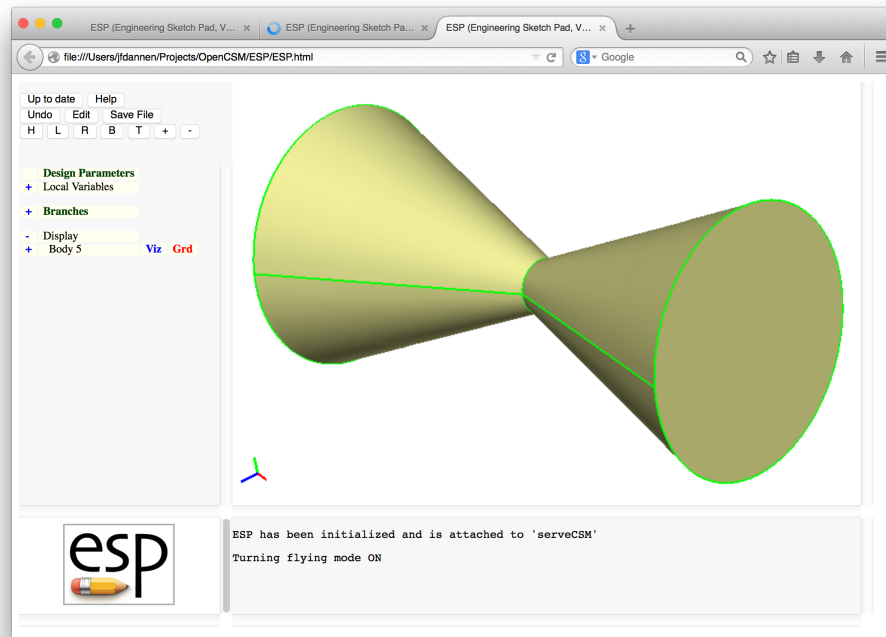 ESP (Engineering Sketch Pad, V... × ESP (Engineering Sketch Pa... × ESP (Engineering Sketch Pad, V... × +
file:///Users/jfdannen/Projects/OpenCSM/ESP/ESP.html Google
Up to date Help
Undo Edit Save File
H L R B T + -
Design Parameters
+ Local Variables
+ Branches
- Display
+ Body 5 Viz Grd
esp
ESP has been initialized and is attached to 'serveCSM'
Turning flying mode ON